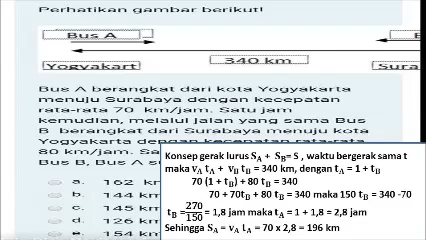 Perhatikan gambar berikut!
Bus A
340 km
Yogyakart
Sura
Bus A berangkat dari kota Yogyakarta
menuju Surabaya dengan kecepatan
rata-rata 70 km/jam. Satu jam
kemudian, melalui jalan yang sama Bus
B berangkat dari Surabaya menuju kota
Yogyakarta dengan kecepatan rata-rata
80 km/ja
Bus B, Bus A s
a. 162 km
b. 144 km
c. 145 km
d. 126 km
e. 154 km
Konsep gerak lurus S_A + S_B = S , waktu bergerak sama t
maka v_A t_A + v_B t_B = 340 km, dengan t_A = 1 + t_B
70 (1 + t_B) + 80 t_B = 340
70 + 70t_B + 80 t_B = 340 maka 150 t_B = 340 -70
t_B = 270/150 = 1,8 jam maka t_A = 1 + 1,8 = 2,8 jam
Sehingga S_A = v_A t_A = 70 x 2,8 = 196 km